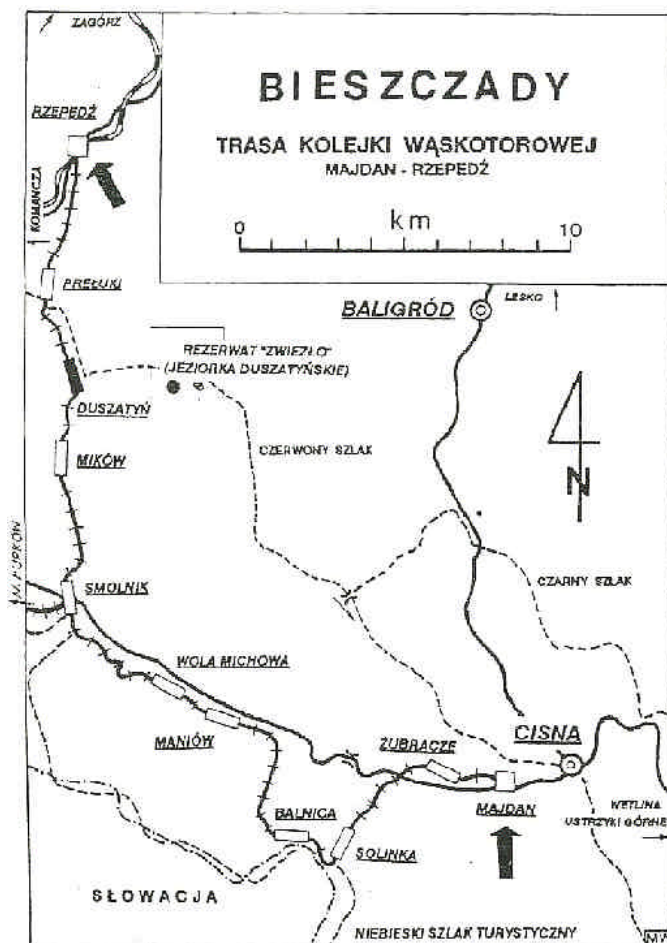 ZAGÓRZ
BIESZCZADY
TRASA KOLEJKI WĄSKOTOROWEJ
MAJDAN - RZEPEDŹ
0 km 10
RZEPEDŹ
KOMAŃCZA
PREŁUKI
BALIGRÓD
LESKO
REZERWAT "ZWIEZŁO"
(JEZIORKA DUSZATYŃSKIE)
DUSZATYŃ
CZERWONY SZLAK
MIKÓW
N
CZARNY SZLAK
SMOLNIK
WOLA MICHOWA
MANIÓW
ŻUBRACZE
CISNA
MAJDAN
WETLINA
USTRZYKI GÓRNE
BALNICA
SOLINKA
SŁOWACJA
NIEBIESKI SZLAK TURYSTYCZNY